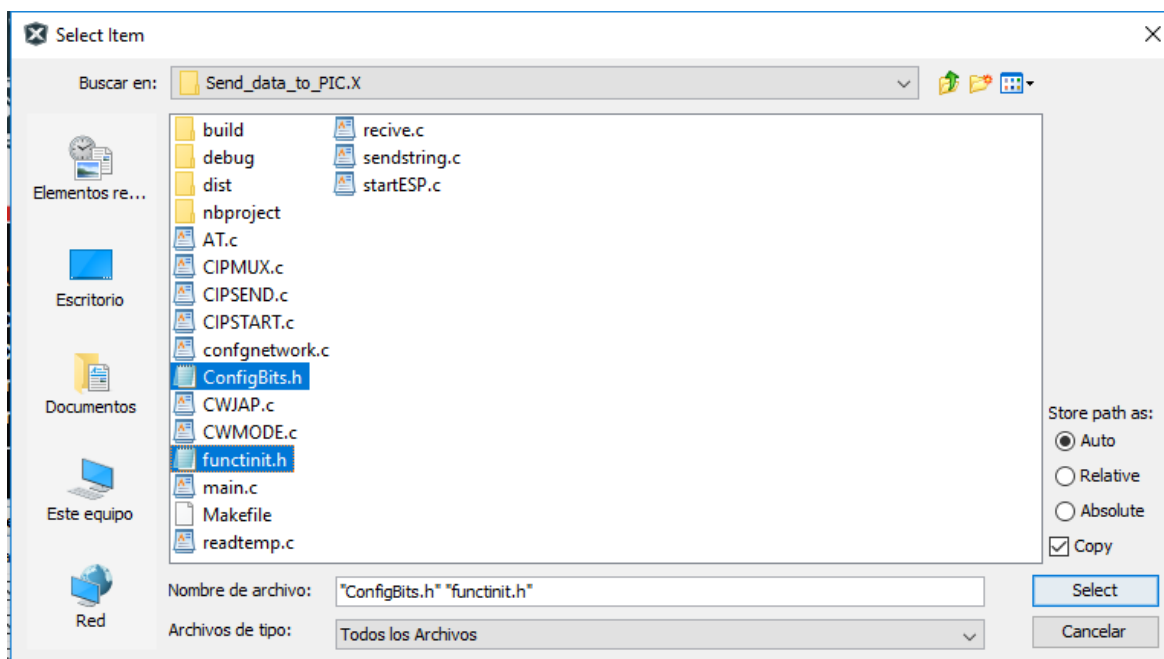 Select Item
Buscar en:
Send_data_to_PIC.X
Elementos re...
Escritorio
Documentos
Este equipo
Red
build
debug
dist
nbproject
AT.c
CIPMUX.c
CIPSEND.c
CIPSTART.c
confgnetwork.c
ConfigBits.h
CWJAP.c
CWMODE.c
functinit.h
main.c
Makefile
readtemp.c
recive.c
sendstring.c
startESP.c
Store path as:
Auto
Relative
Absolute
Copy
Nombre de archivo:
"ConfigBits.h" "functinit.h"
Select
Archivos de tipo:
Todos los Archivos
Cancelar